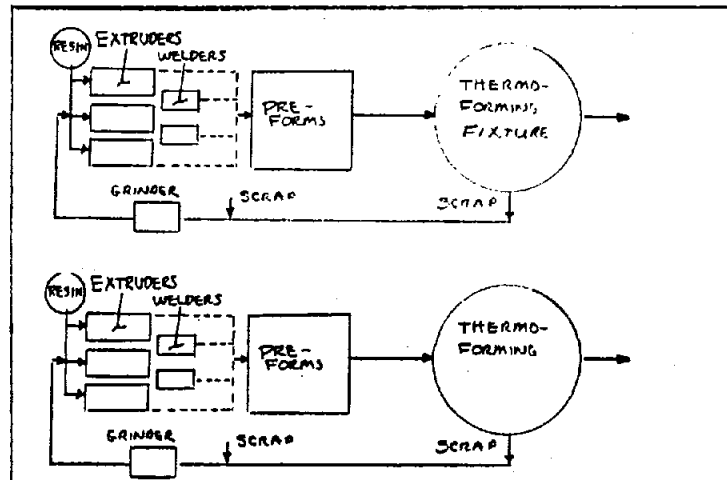 RESIN
EXTRUDERS
WELDERS
PRE-
FORMS
THERMO-
FORMING
FIXTURE
GRINDER
SCRAP
SCRAP
RESIN
EXTRUDERS
WELDERS
PRE-
FORMS
THERMO-
FORMING
GRINDER
SCRAP
SCRAP